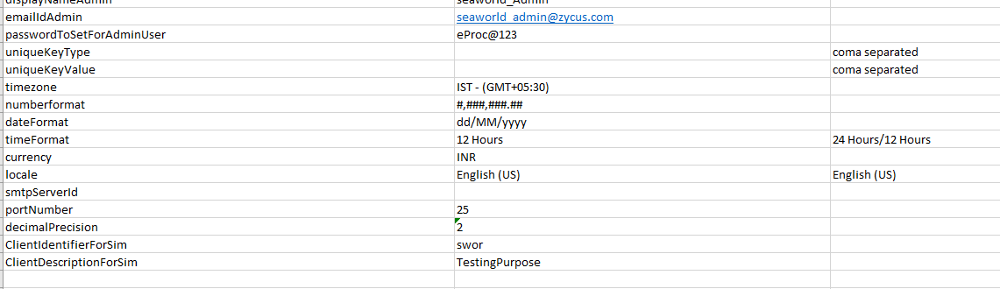 displayNameAdmin seaworld_Admin
emailIdAdmin seaworld_admin@zycus.com
passwordToSetForAdminUser eProc@123
uniqueKeyType coma separated
uniqueKeyValue coma separated
timezone IST - (GMT+05:30)
numberformat #,###,###.##
dateFormat dd/MM/yyyy
timeFormat 12 Hours 24 Hours/12 Hours
currency INR
locale English (US) English (US)
smtpServerId
portNumber 25
decimalPrecision 2
ClientIdentifierForSim swor
ClientDescriptionForSim TestingPurpose